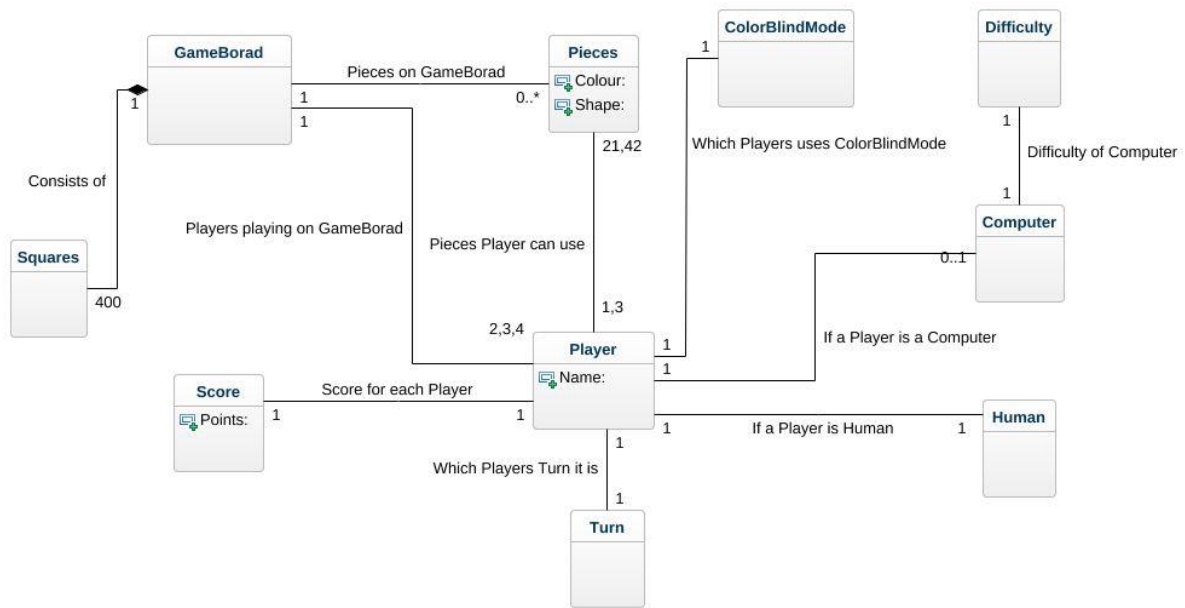 ColorBlindMode
Difficulty
GameBorad
Pieces
1
Pieces on GameBorad
Colour:
1
1
0..*
Shape:
1
1
21,42
Which Players uses ColorBlindMode
Difficulty of Computer
Consists of
1
Computer
Players playing on GameBorad
Pieces Player can use
Squares
0..1
400
1,3
2,3,4
If a Player is a Computer
Player
1
1
Name:
Score
Score for each Player
Points:
1
1
1
If a Player is Human
1
Human
1
Which Players Turn it is
1
Turn